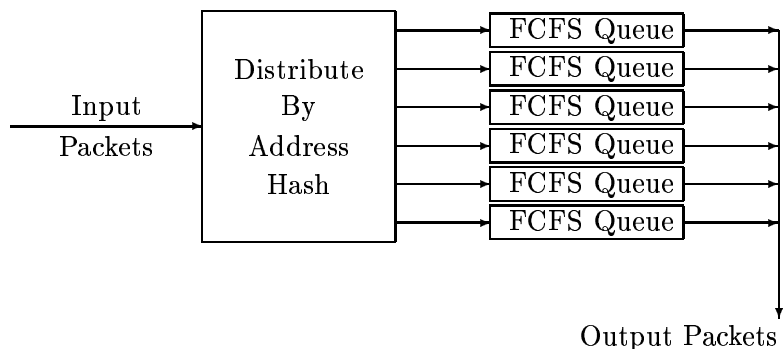 Input
Packets
Distribute
By
Address
Hash
FCFS Queue
FCFS Queue
FCFS Queue
FCFS Queue
FCFS Queue
FCFS Queue
Output Packets